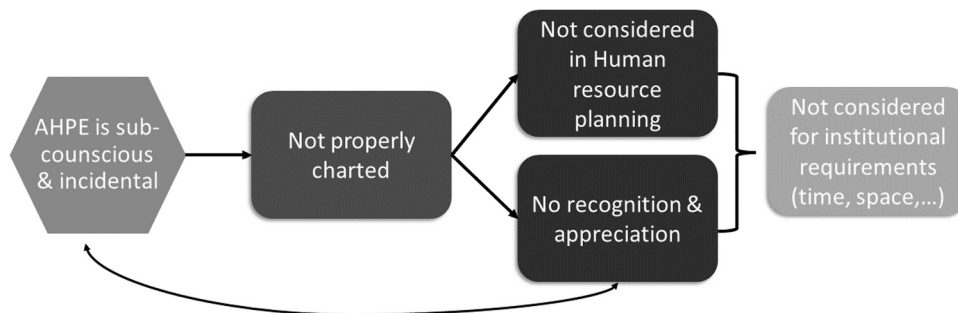 AHPE is sub-
counscious
& incidental
Not properly
charted
Not considered
in Human
resource
planning
No recognition &
appreciation
Not considered
for institutional
requirements
(time, space,...)